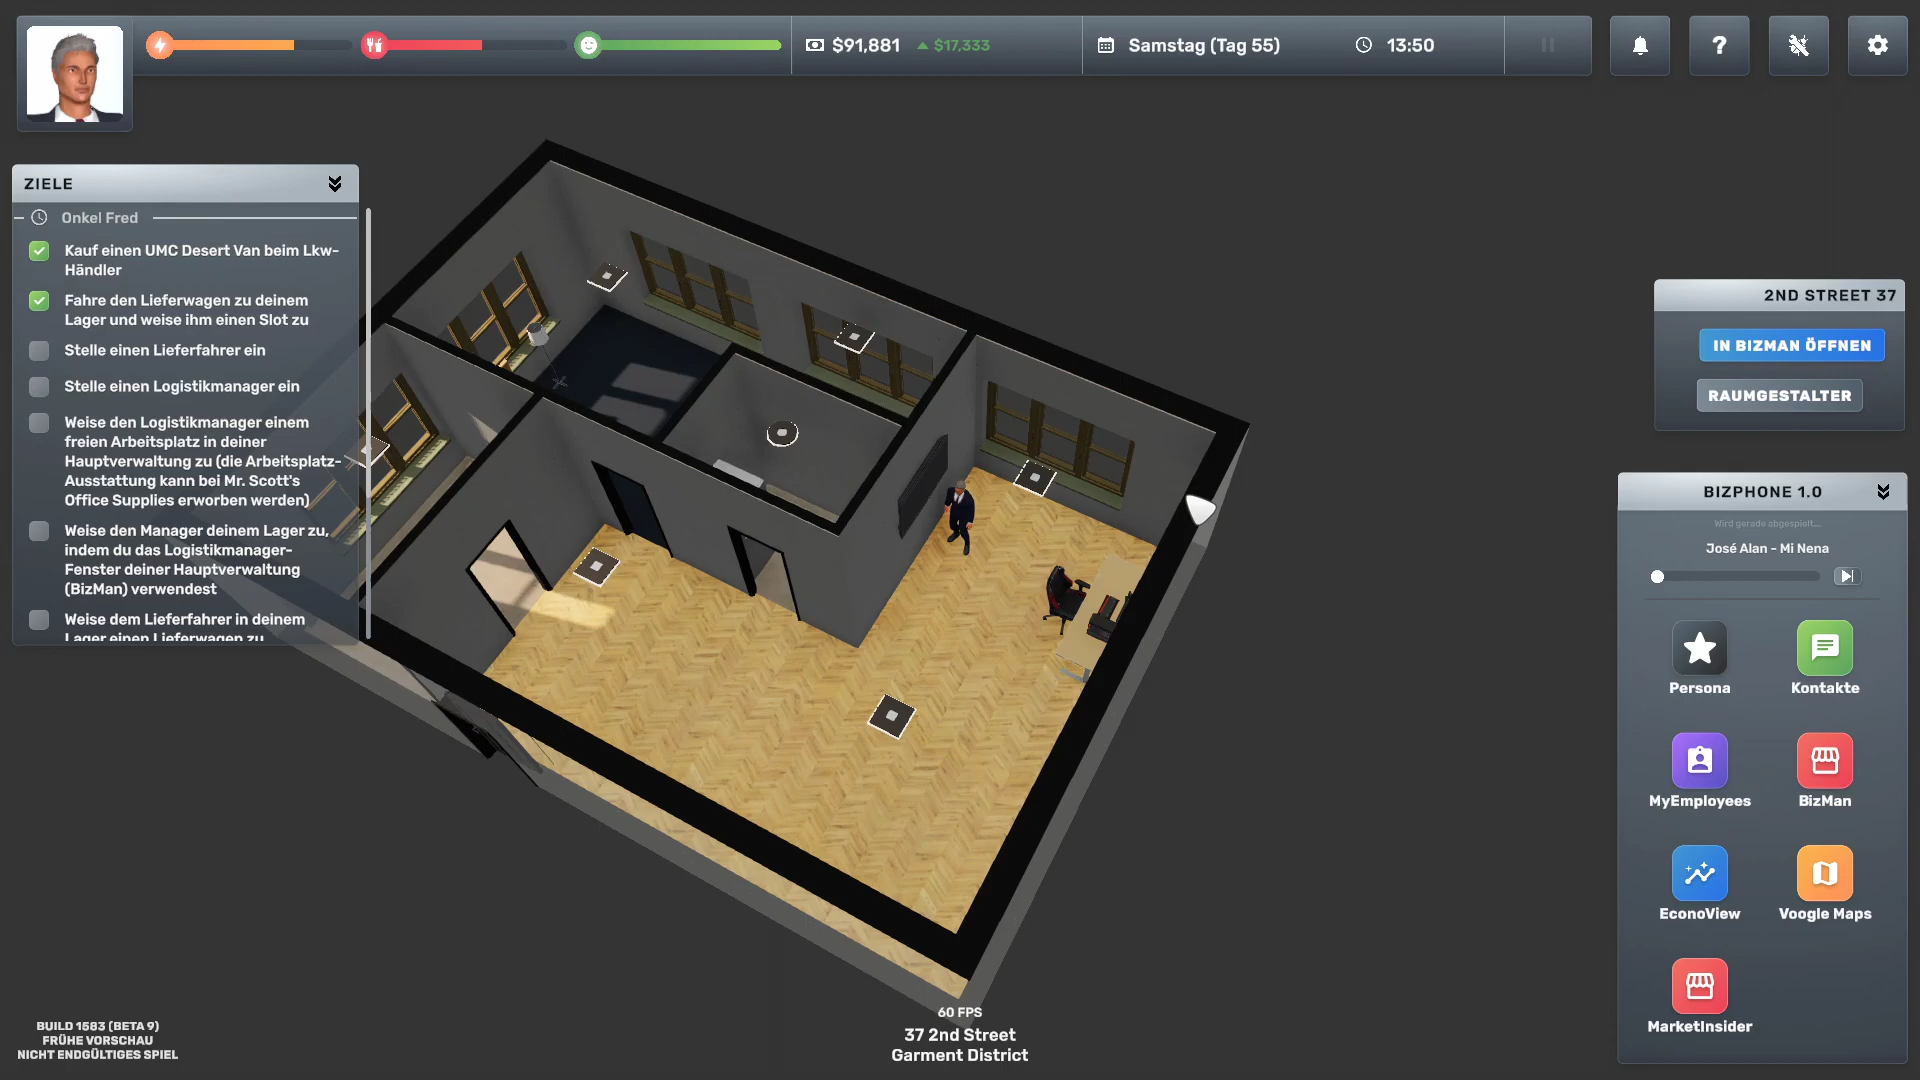 $91,881
$17,333
Samstag (Tag 55)
13:50
?
ZIELE
Onkel Fred
Kauf einen UMC Desert Van beim Lkw-
Händler
Fahre den Lieferwagen zu deinem
Lager und weise ihm einen Slot zu
Stelle einen Lieferfahrer ein
Stelle einen Logistikmanager ein
Weise den Logistikmanager einem
freien Arbeitsplatz in deiner
Hauptverwaltung zu (die Arbeitsplatz-
Ausstattung kann bei Mr. Scott's
Office Supplies erworben werden)
Weise den Manager deinem Lager zu,
indem du das Logistikmanager-
Fenster deiner Hauptverwaltung
(BizMan) verwendest
Weise dem Lieferfahrer in deinem
Lager einen Lieferwagen zu
2ND STREET 37
IN BIZMAN ÖFFNEN
RAUMGESTALTER
BIZPHONE 1.0
Wird gerade abgespielt...
José Alan - Mi Nena
Persona
Kontakte
MyEmployees
BizMan
EconoView
Voogle Maps
MarketInsider
60 FPS
37 2nd Street
Garment District
BUILD 1583 (BETA 9)
FRÜHE VORSCHAU
NICHT ENDGÜLTIGES SPIEL